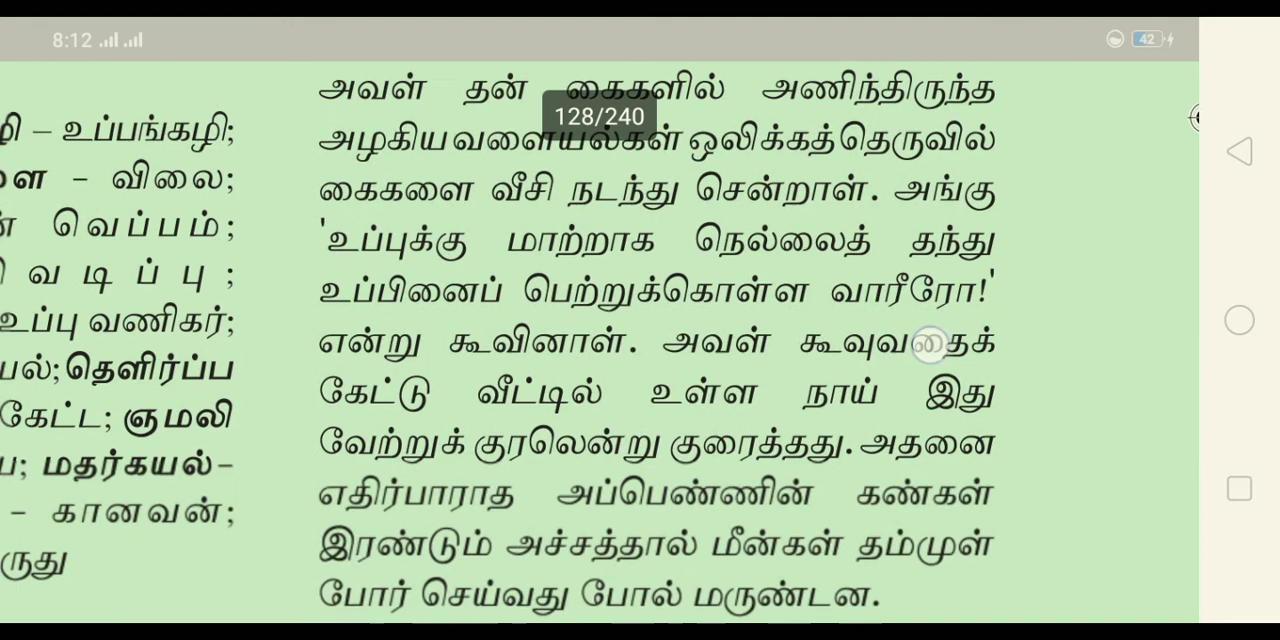 8:12
42
128/240
– உப்பங்கழி;
– விலை;
வெப்பம்;
வடிப்பு;
உப்பு வணிகர்;
தெளிர்ப்ப
கேட்ட; ஞமலி
மதர்கயல்–
– கானவன்;
அவள் தன் கைகளில் அணிந்திருந்த
அழகிய வளையல்கள் ஒலிக்கத் தெருவில்
கைகளை வீசி நடந்து சென்றாள். அங்கு
'உப்புக்கு மாற்றாக நெல்லைத் தந்து
உப்பினைப் பெற்றுக்கொள்ள வாரீரோ!'
என்று கூவினாள். அவள் கூவுவதைக்
கேட்டு வீட்டில் உள்ள நாய் இது
வேற்றுக் குரலென்று குரைத்தது. அதனை
எதிர்பாராத அப்பெண்ணின் கண்கள்
இரண்டும் அச்சத்தால் மீன்கள் தம்முள்
போர் செய்வது போல் மருண்டன.